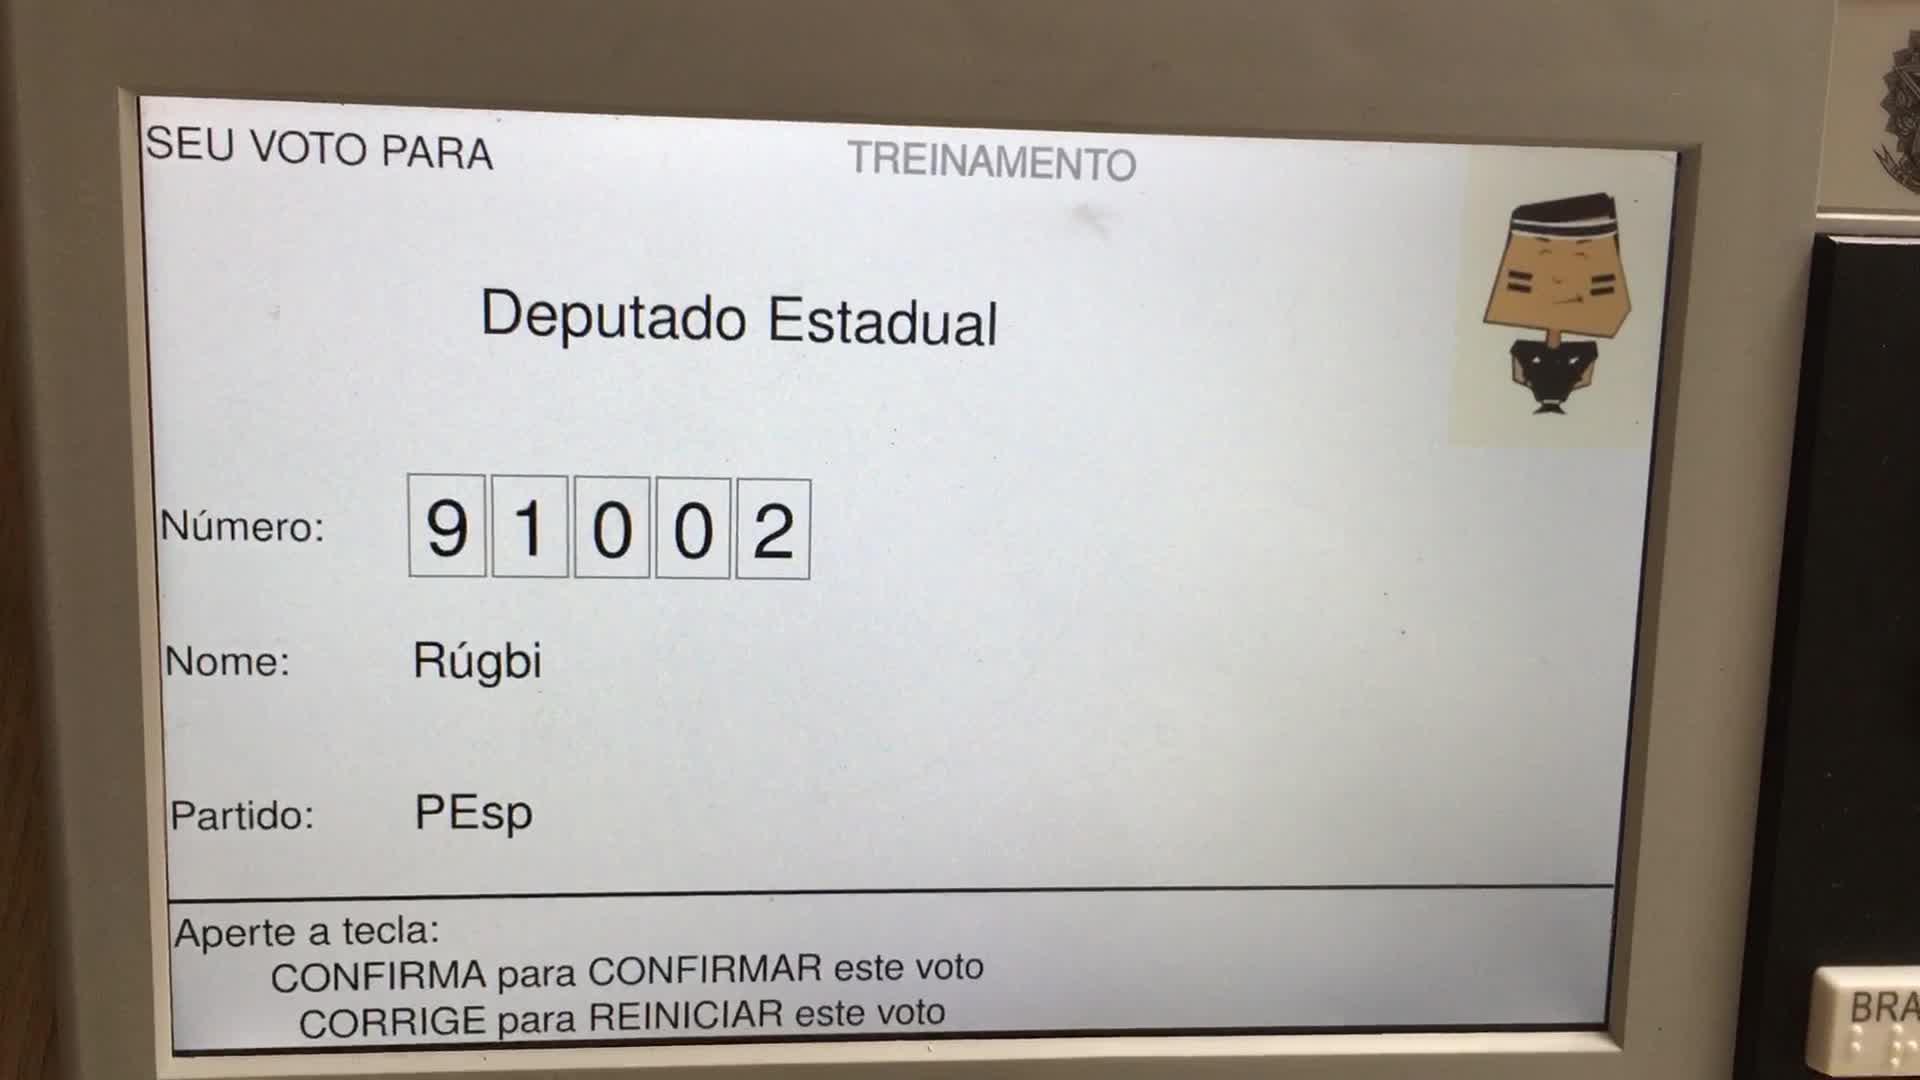 SEU VOTO PARA
TREINAMENTO
Deputado Estadual
Número: 9 1 0 0 2
Nome: Rúgbi
Partido: PEsp
Aperte a tecla:
CONFIRMA para CONFIRMAR este voto
CORRIGE para REINICIAR este voto